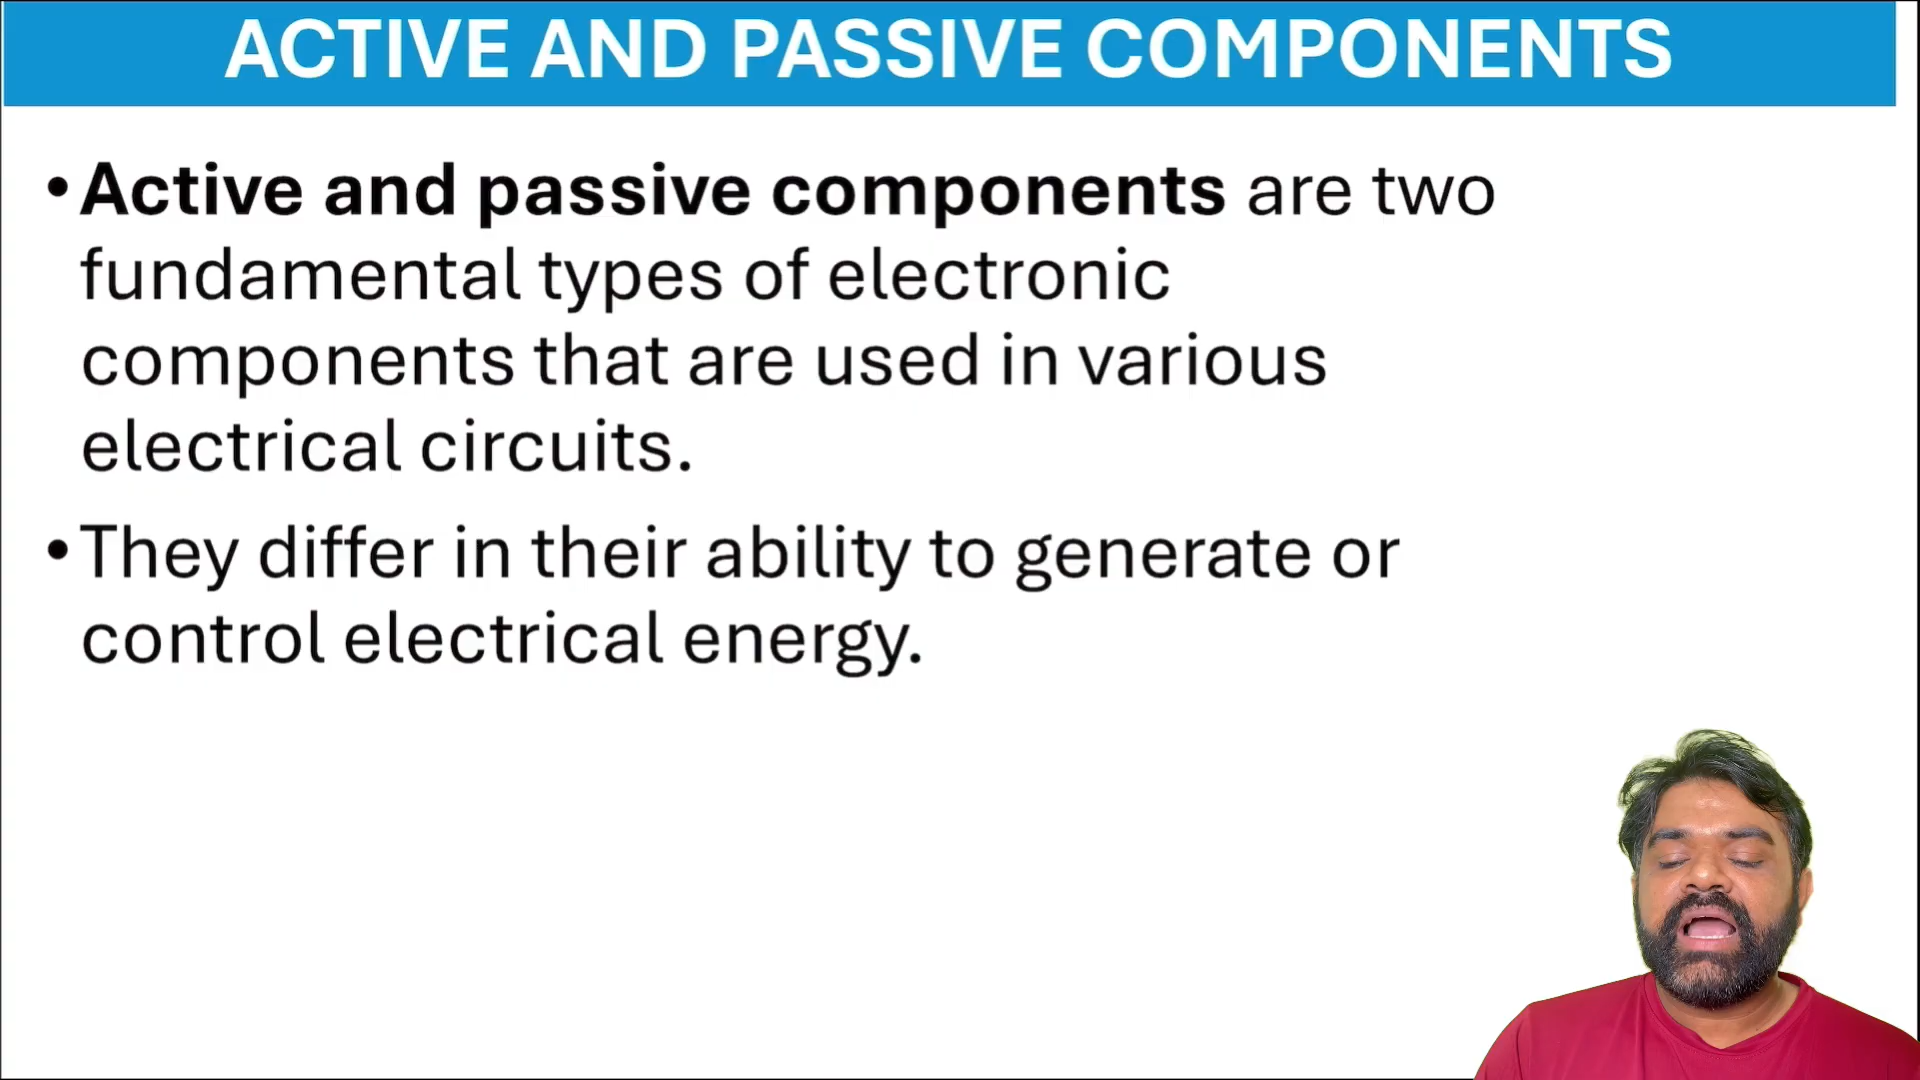 ACTIVE AND PASSIVE COMPONENTS
•Active and passive components are two
fundamental types of electronic
components that are used in various
electrical circuits.
•They differ in their ability to generate or
control electrical energy.